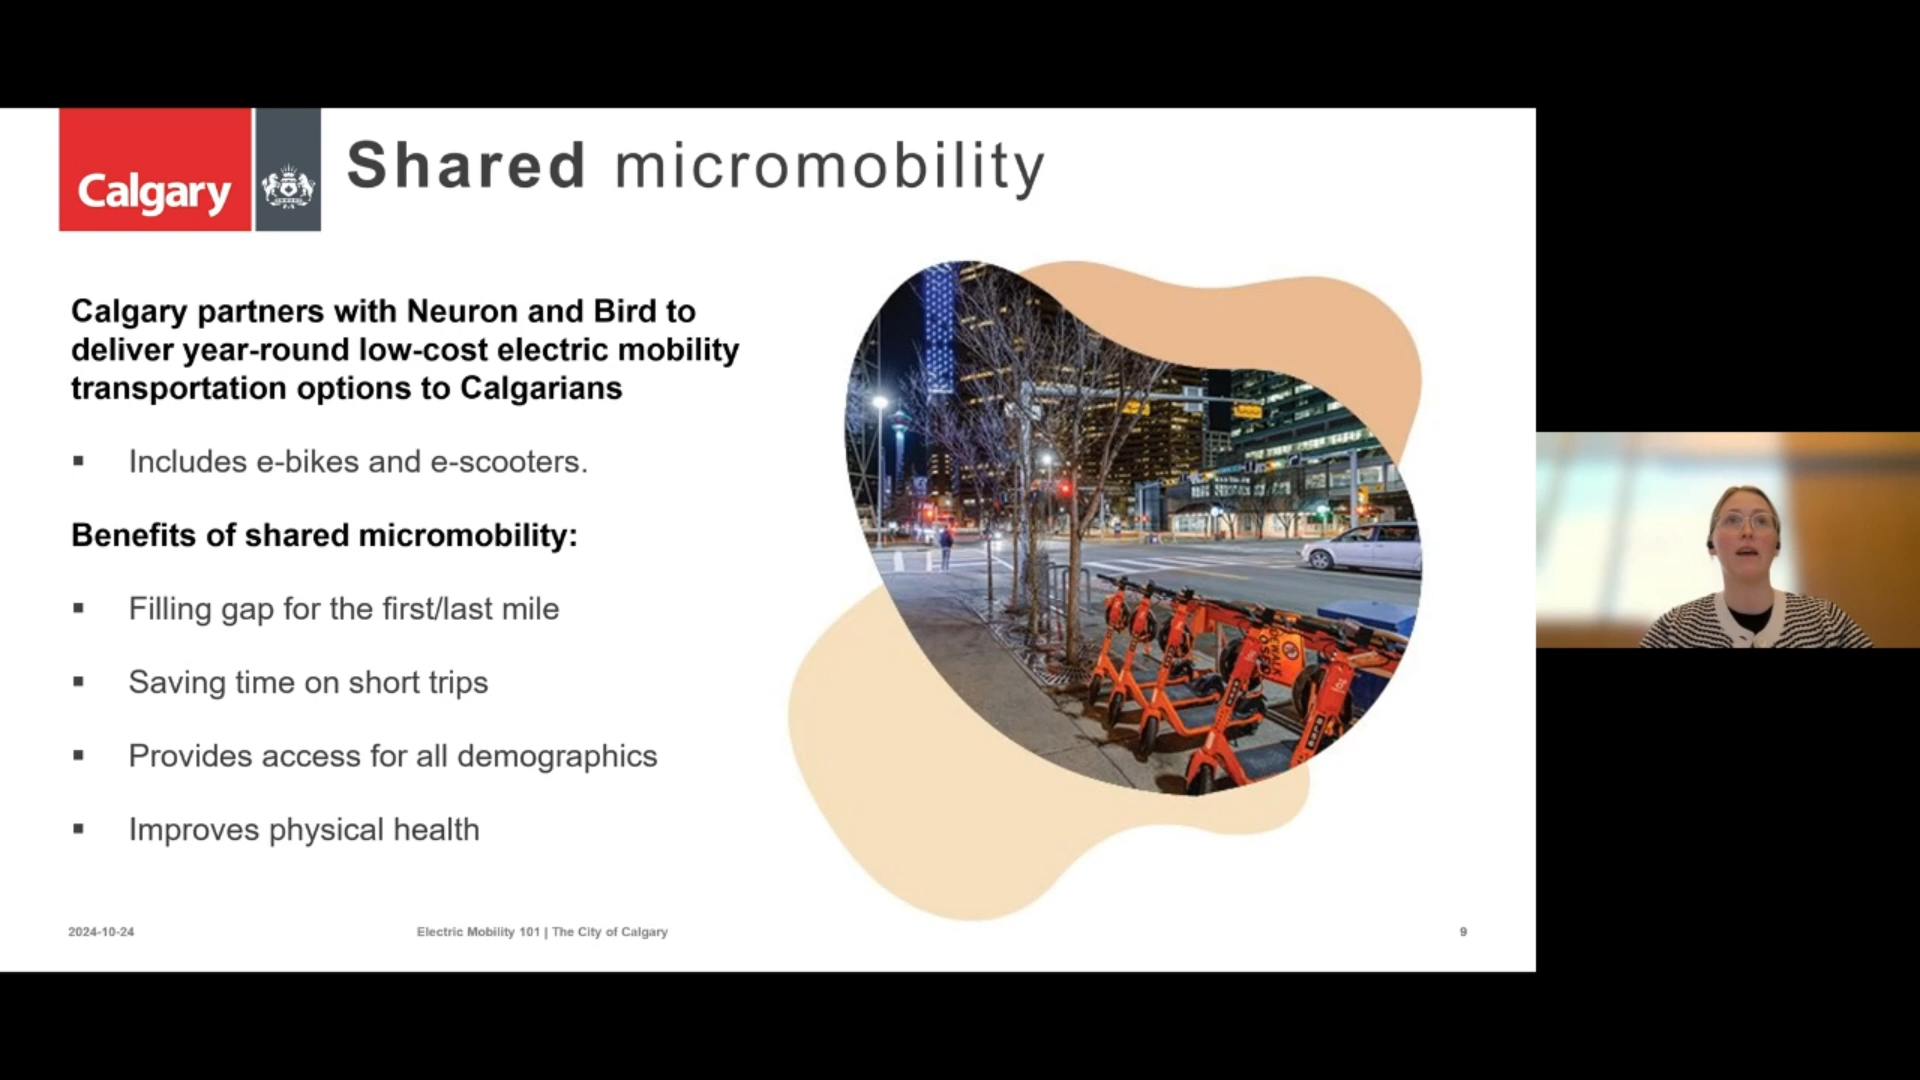 Calgary
Shared micromobility
Calgary partners with Neuron and Bird to
deliver year-round low-cost electric mobility
transportation options to Calgarians
▪ Includes e-bikes and e-scooters.
Benefits of shared micromobility:
▪ Filling gap for the first/last mile
▪ Saving time on short trips
▪ Provides access for all demographics
▪ Improves physical health
2024-10-24
Electric Mobility 101 | The City of Calgary
9